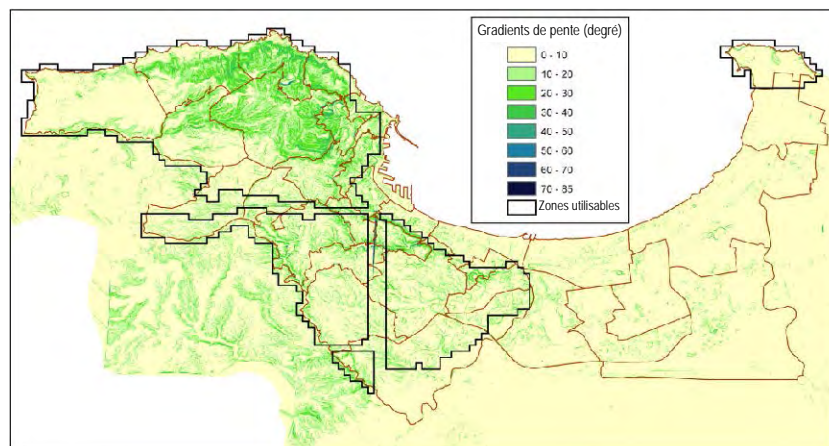 Gradients de pente (degré)
0 - 10
10 - 20
20 - 30
30 - 40
40 - 50
50 - 60
60 - 70
70 - 85
Zones utilisables